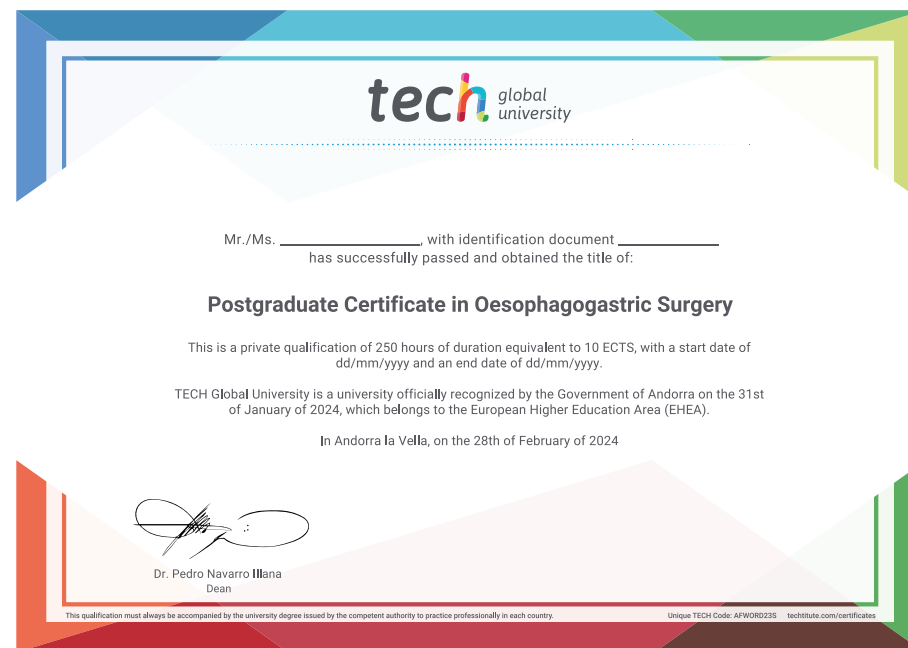 tech global university
Mr./Ms. ____________, with identification document ____________
has successfully passed and obtained the title of:
Postgraduate Certificate in Oesophagogastric Surgery
This is a private qualification of 250 hours of duration equivalent to 10 ECTS, with a start date of
dd/mm/yyyy and an end date of dd/mm/yyyy.
TECH Global University is a university officially recognized by the Government of Andorra on the 31st
of January of 2024, which belongs to the European Higher Education Area (EHEA).
In Andorra la Vella, on the 28th of February of 2024
Dr. Pedro Navarro Illana
Dean
This qualification must always be accompanied by the university degree issued by the competent authority to practice professionally in each country.
Unique TECH Code: AFWORD23S techtitute.com/certificates